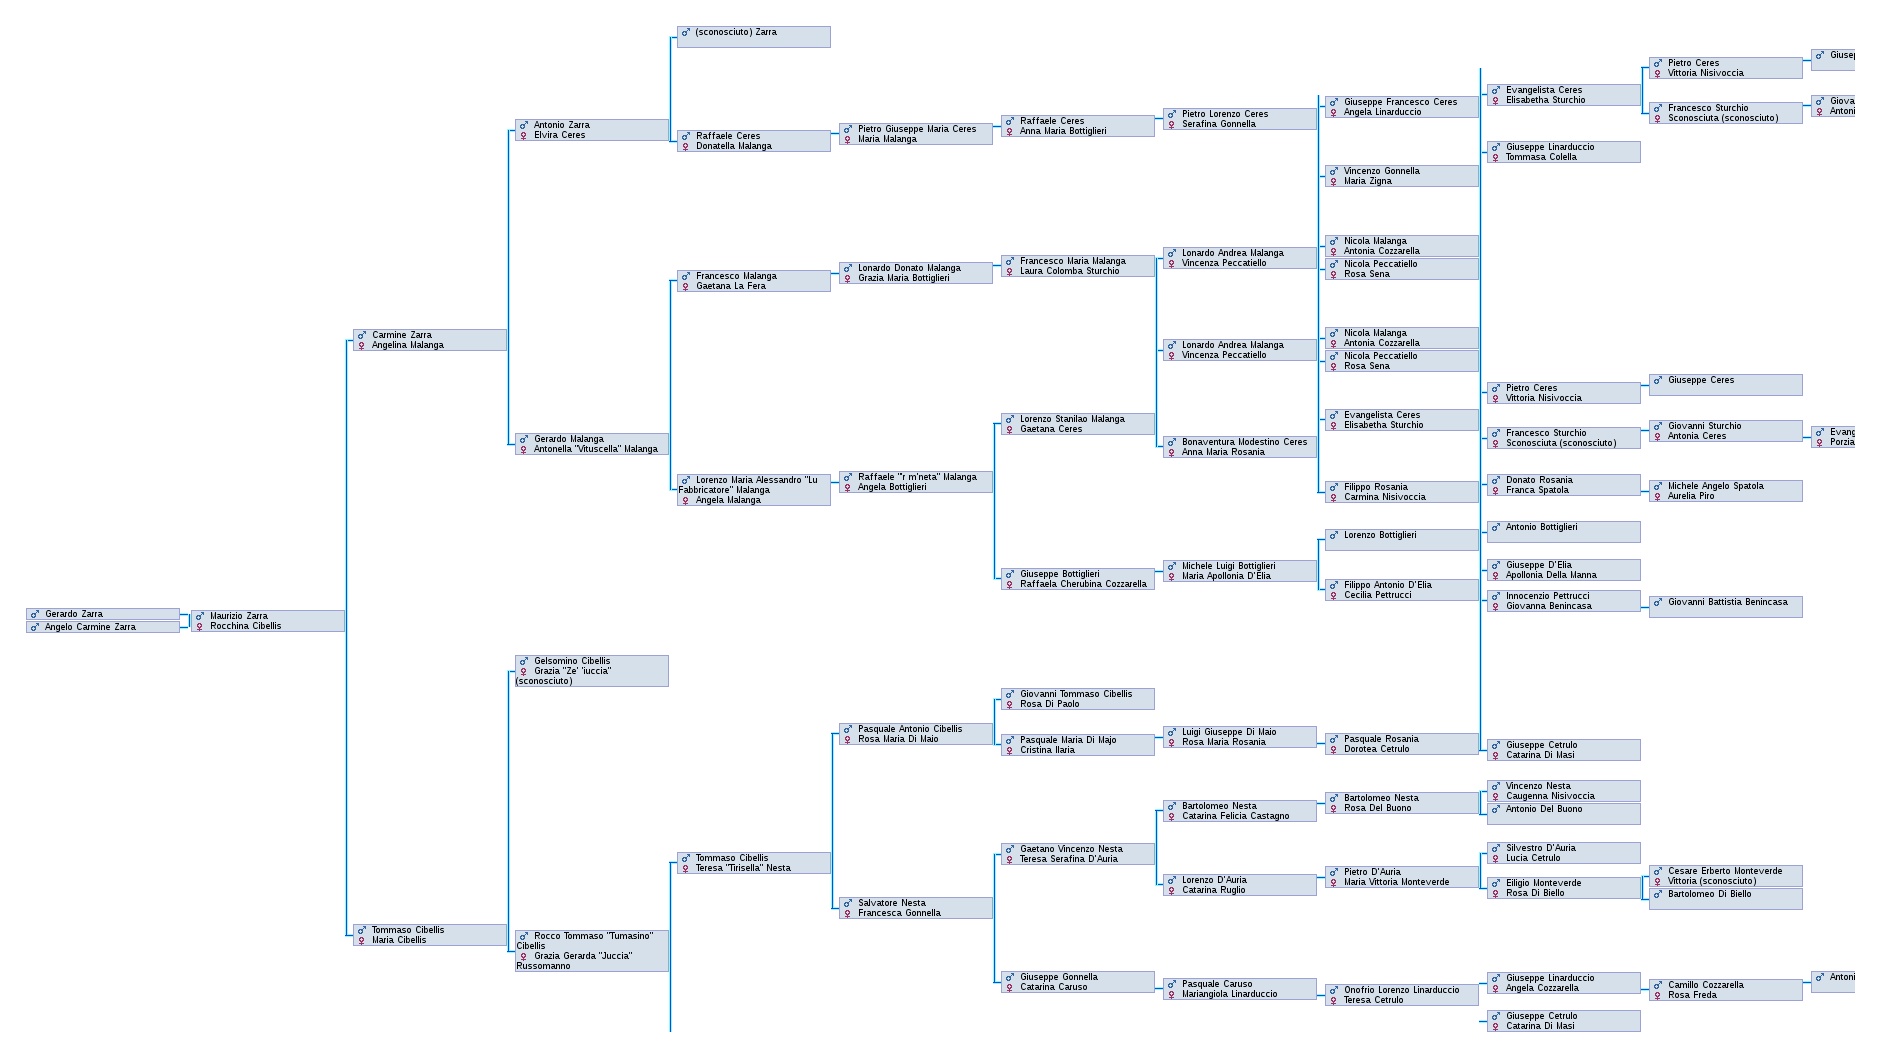 Gerardo Zarra
Angelo Carmine Zarra
Maurizio Zarra
Rocchina Cibellis
Carmine Zarra
Angelina Malanga
Tommaso Cibellis
Maria Cibellis
Antonio Zarra
Elvira Ceres
Gerardo Malanga
Antonella "Vituscella" Malanga
Gelsomino Cibellis
Grazia "Ze' 'iuccia"
(sconosciuto)
Rocco Tommaso "Tumasino"
Cibellis
Grazia Gerarda "Juccia"
Russomanno
(sconosciuto) Zarra
Raffaele Ceres
Donatella Malanga
Francesco Malanga
Gaetana La Fera
Lorenzo Maria Alessandro "Lu
Fabbricatore" Malanga
Angela Malanga
Tommaso Cibellis
Teresa "Tirisella" Nesta
Pietro Giuseppe Maria Ceres
Maria Malanga
Lonardo Donato Malanga
Grazia Maria Bottiglieri
Raffaele "'r m'neta" Malanga
Angela Bottiglieri
Pasquale Antonio Cibellis
Rosa Maria Di Maio
Salvatore Nesta
Francesca Gonnella
Raffaele Ceres
Anna Maria Bottiglieri
Francesco Maria Malanga
Laura Colomba Sturchio
Lorenzo Stanilao Malanga
Gaetana Ceres
Giuseppe Bottiglieri
Raffaela Cherubina Cozzarella
Giovanni Tommaso Cibellis
Rosa Di Paolo
Pasquale Maria Di Majo
Cristina Ilaria
Gaetano Vincenzo Nesta
Teresa Serafina D'Auria
Giuseppe Gonnella
Catarina Caruso
Pietro Lorenzo Ceres
Serafina Gonnella
Lonardo Andrea Malanga
Vincenza Peccatiello
Lonardo Andrea Malanga
Vincenza Peccatiello
Bonaventura Modestino Ceres
Anna Maria Rosania
Michele Luigi Bottiglieri
Maria Apollonia D'Elia
Luigi Giuseppe Di Maio
Rosa Maria Rosania
Bartolomeo Nesta
Catarina Felicia Castagno
Lorenzo D'Auria
Catarina Ruglio
Pasquale Caruso
Mariangiola Linarduccio
Giuseppe Francesco Ceres
Angela Linarduccio
Vincenzo Gonnella
Maria Zigna
Nicola Malanga
Antonia Cozzarella
Nicola Peccatiello
Rosa Sena
Nicola Malanga
Antonia Cozzarella
Nicola Peccatiello
Rosa Sena
Evangelista Ceres
Elisabetha Sturchio
Filippo Rosania
Carmina Nisivoccia
Lorenzo Bottiglieri
Filippo Antonio D'Elia
Cecilia Pettrucci
Pasquale Rosania
Dorotea Cetrulo
Bartolomeo Nesta
Rosa Del Buono
Pietro D'Auria
Maria Vittoria Monteverde
Onofrio Lorenzo Linarduccio
Teresa Cetrulo
Evangelista Ceres
Elisabetha Sturchio
Giuseppe Linarduccio
Tommasa Colella
Pietro Ceres
Vittoria Nisivoccia
Francesco Sturchio
Sconosciuta (sconosciuto)
Donato Rosania
Franca Spatola
Antonio Bottiglieri
Giuseppe D'Elia
Apollonia Della Manna
Innocenzio Pettrucci
Giovanna Benincasa
Giuseppe Cetrulo
Catarina Di Masi
Vincenzo Nesta
Caugenna Nisivoccia
Antonio Del Buono
Silvestro D'Auria
Lucia Cetrulo
Eiligio Monteverde
Rosa Di Biello
Giuseppe Linarduccio
Angela Cozzarella
Giuseppe Cetrulo
Catarina Di Masi
Pietro Ceres
Vittoria Nisivoccia
Francesco Sturchio
Sconosciuta (sconosciuto)
Giuseppe Ceres
Giovanni Sturchio
Antonia Ceres
Michele Angelo Spatola
Aurelia Piro
Giovanni Battistia Benincasa
Cesare Erberto Monteverde
Vittoria (sconosciuto)
Bartolomeo Di Biello
Camillo Cozzarella
Rosa Freda
Giusep
Giova
Antoni
Evang
Porzia
Antoni